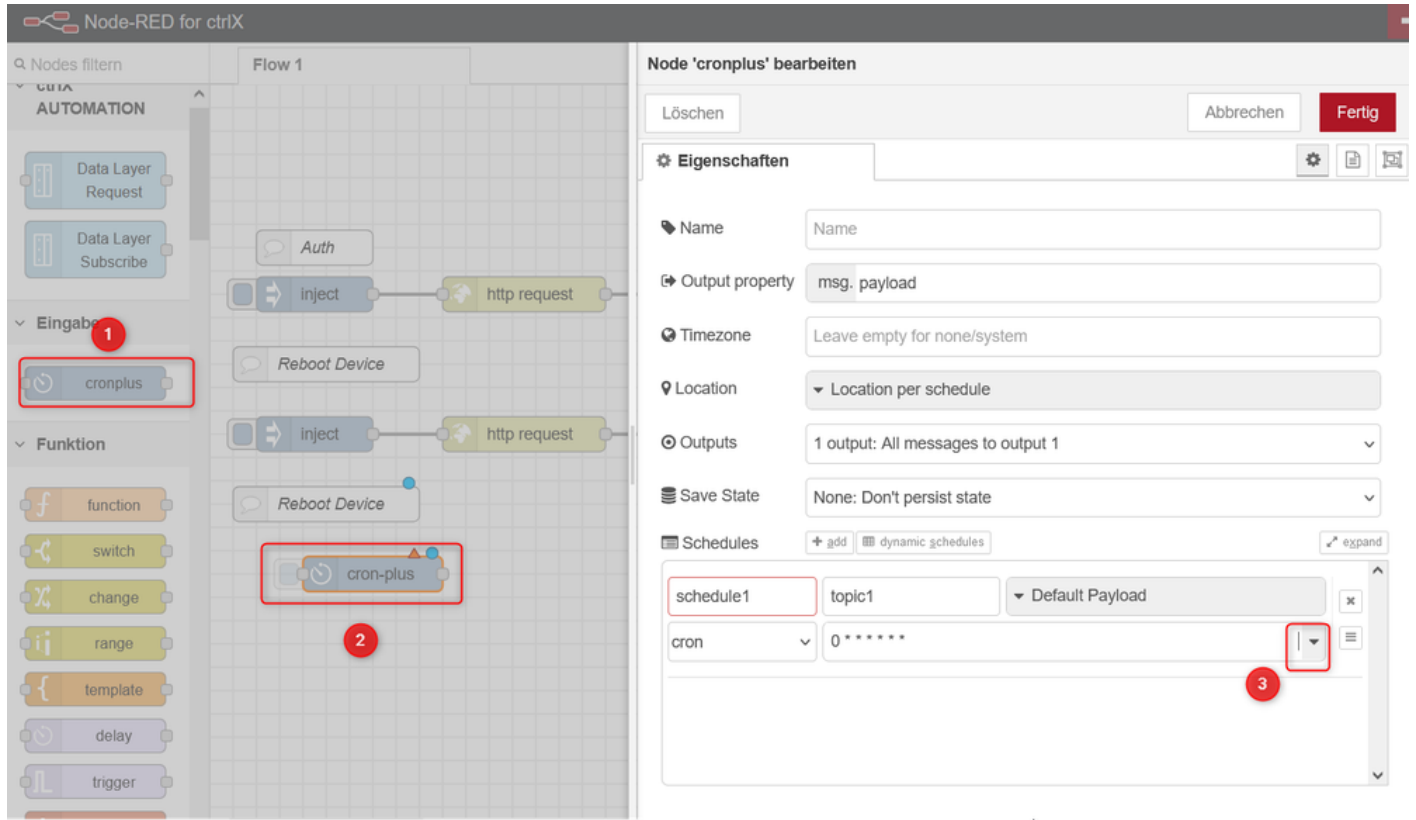 Node-RED for ctrlX
Nodes filtern
ctrlX
AUTOMATION
Data Layer
Request
Data Layer
Subscribe
Eingabe
1
cronplus
Funktion
function
switch
change
range
template
delay
trigger
Flow 1
Auth
inject
http request
Reboot Device
inject
http request
Reboot Device
cron-plus
2
Node 'cronplus' bearbeiten
Löschen
Abbrechen
Fertig
Eigenschaften
Name
Name
Output property
msg. payload
Timezone
Leave empty for none/system
Location
Location per schedule
Outputs
1 output: All messages to output 1
Save State
None: Don't persist state
Schedules
+ add
dynamic schedules
expand
schedule1
topic1
Default Payload
cron
0 * * * * * *
3